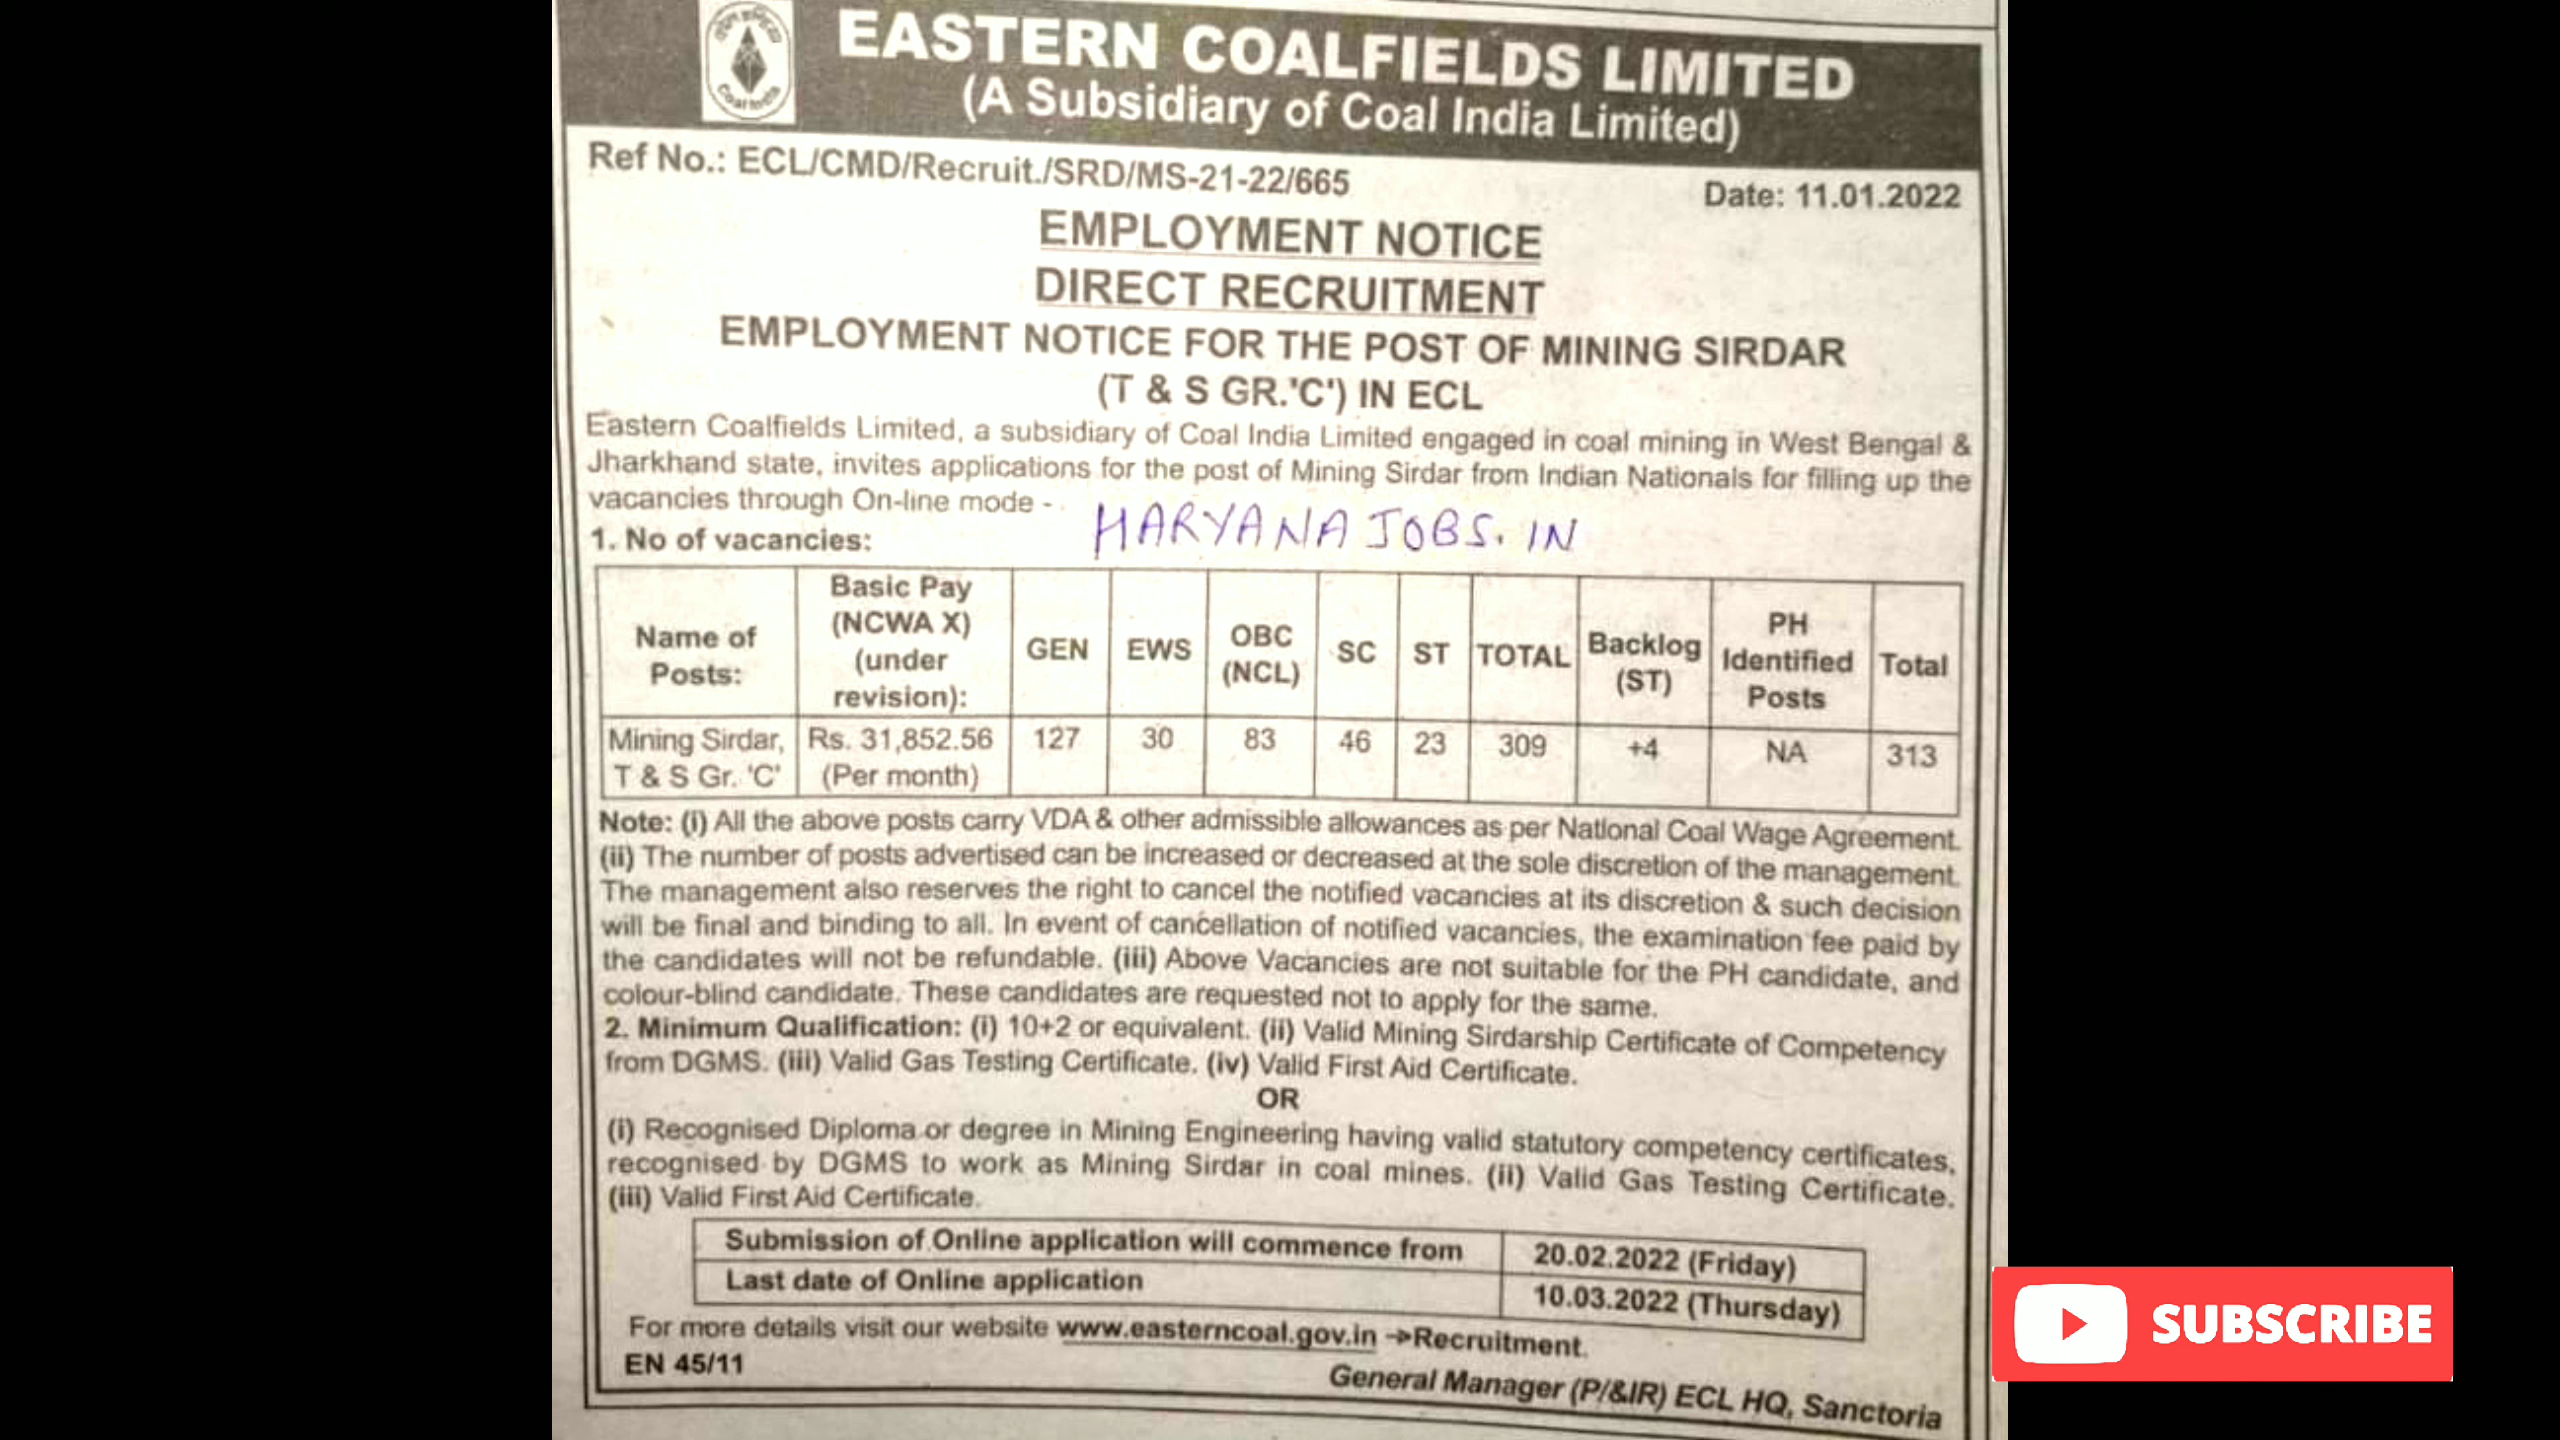 Coal India
EASTERN COALFIELDS LIMITED
(A Subsidiary of Coal India Limited)
Ref No.: ECL/CMD/Recruit./SRD/MS-21-22/665
Date: 11.01.2022
EMPLOYMENT NOTICE
DIRECT RECRUITMENT
EMPLOYMENT NOTICE FOR THE POST OF MINING SIRDAR
(T & S GR.'C') IN ECL
Eastern Coalfields Limited, a subsidiary of Coal India Limited engaged in coal mining in West Bengal &
Jharkhand state, invites applications for the post of Mining Sirdar from Indian Nationals for filling up the
vacancies through On-line mode -
HARYANA JOBS. IN
1. No of vacancies:
Name of Posts: | Basic Pay (NCWA X) (under revision): | GEN | EWS | OBC (NCL) | SC | ST | TOTAL | Backlog (ST) | PH Identified Posts | Total
Mining Sirdar, T & S Gr. 'C' | Rs. 31,852.56 (Per month) | 127 | 30 | 83 | 46 | 23 | 309 | +4 | NA | 313
Note: (i) All the above posts carry VDA & other admissible allowances as per National Coal Wage Agreement.
(ii) The number of posts advertised can be increased or decreased at the sole discretion of the management.
The management also reserves the right to cancel the notified vacancies at its discretion & such decision
will be final and binding to all. In event of cancellation of notified vacancies, the examination fee paid by
the candidates will not be refundable. (iii) Above Vacancies are not suitable for the PH candidate, and
colour-blind candidate. These candidates are requested not to apply for the same.
2. Minimum Qualification: (i) 10+2 or equivalent. (ii) Valid Mining Sirdarship Certificate of Competency
from DGMS. (iii) Valid Gas Testing Certificate. (iv) Valid First Aid Certificate.
OR
(i) Recognised Diploma or degree in Mining Engineering having valid statutory competency certificates,
recognised by DGMS to work as Mining Sirdar in coal mines. (ii) Valid Gas Testing Certificate.
(iii) Valid First Aid Certificate.
Submission of Online application will commence from | 20.02.2022 (Friday)
Last date of Online application | 10.03.2022 (Thursday)
For more details visit our website www.easterncoal.gov.in →Recruitment.
EN 45/11
General Manager (P/&IR) ECL HQ, Sanctoria
SUBSCRIBE